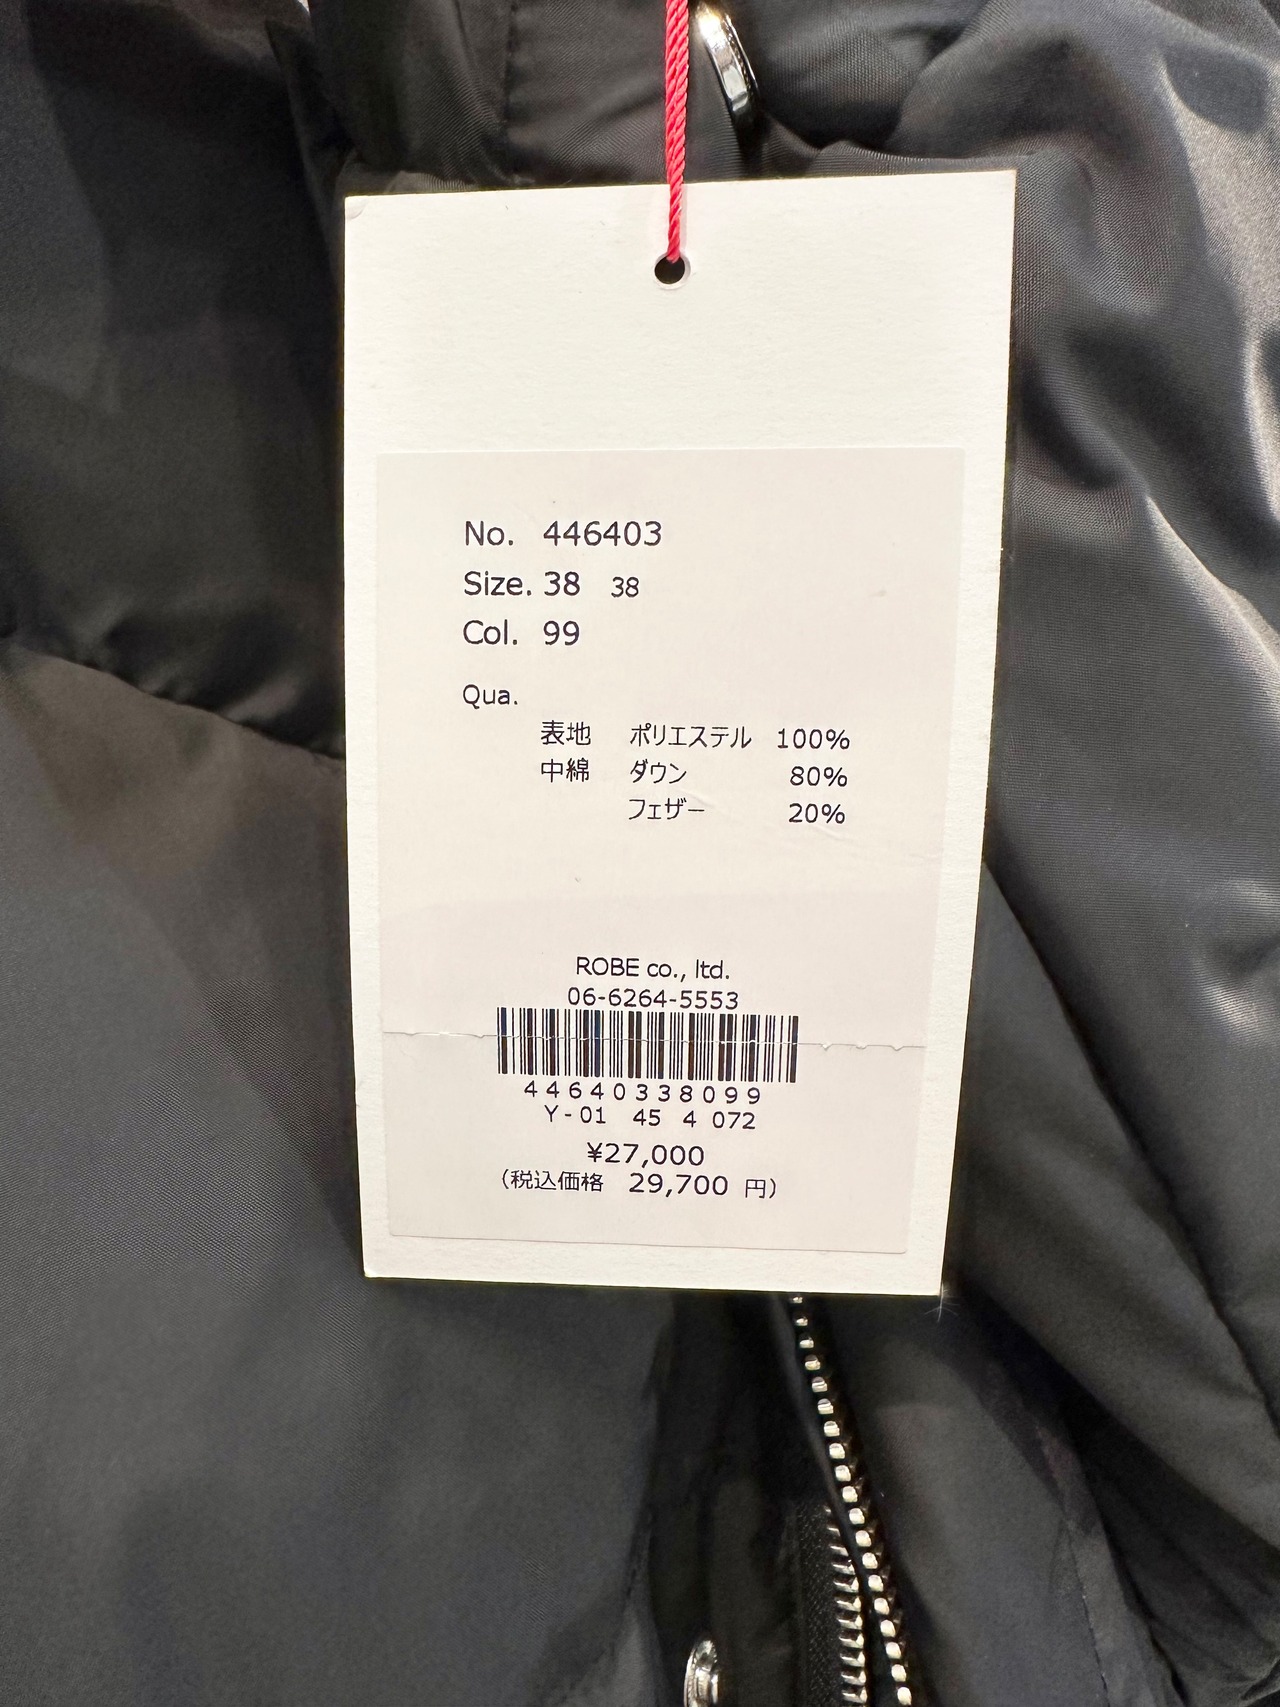 No. 446403
Size. 38 38
Col. 99
Qua.
表地 ポリエステル 100%
中綿 ダウン 80%
フェザー 20%
ROBE co., ltd.
06-6264-5553
44640338099
Y-01 45 4 072
¥27,000
(税込価格 29,700 円)